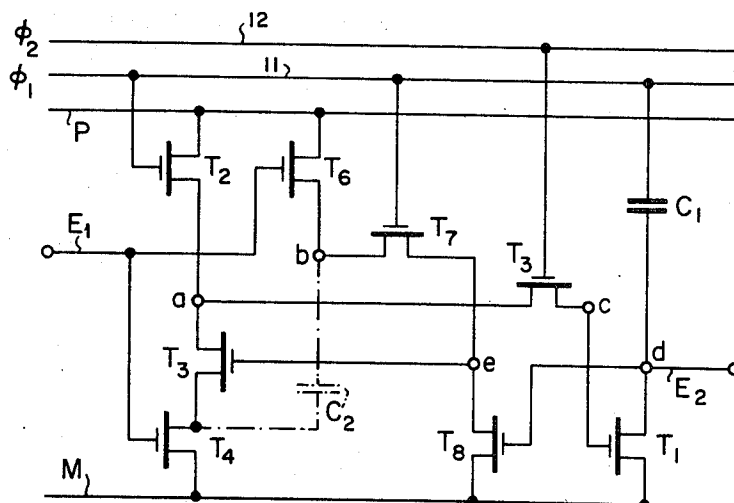 ϕ₂
12
ϕ₁
11
P
T₂
T₆
E₁
T₇
C₁
b
T₃
a
c
T₃
e
d
E₂
C₂
T₄
T₈
T₁
M